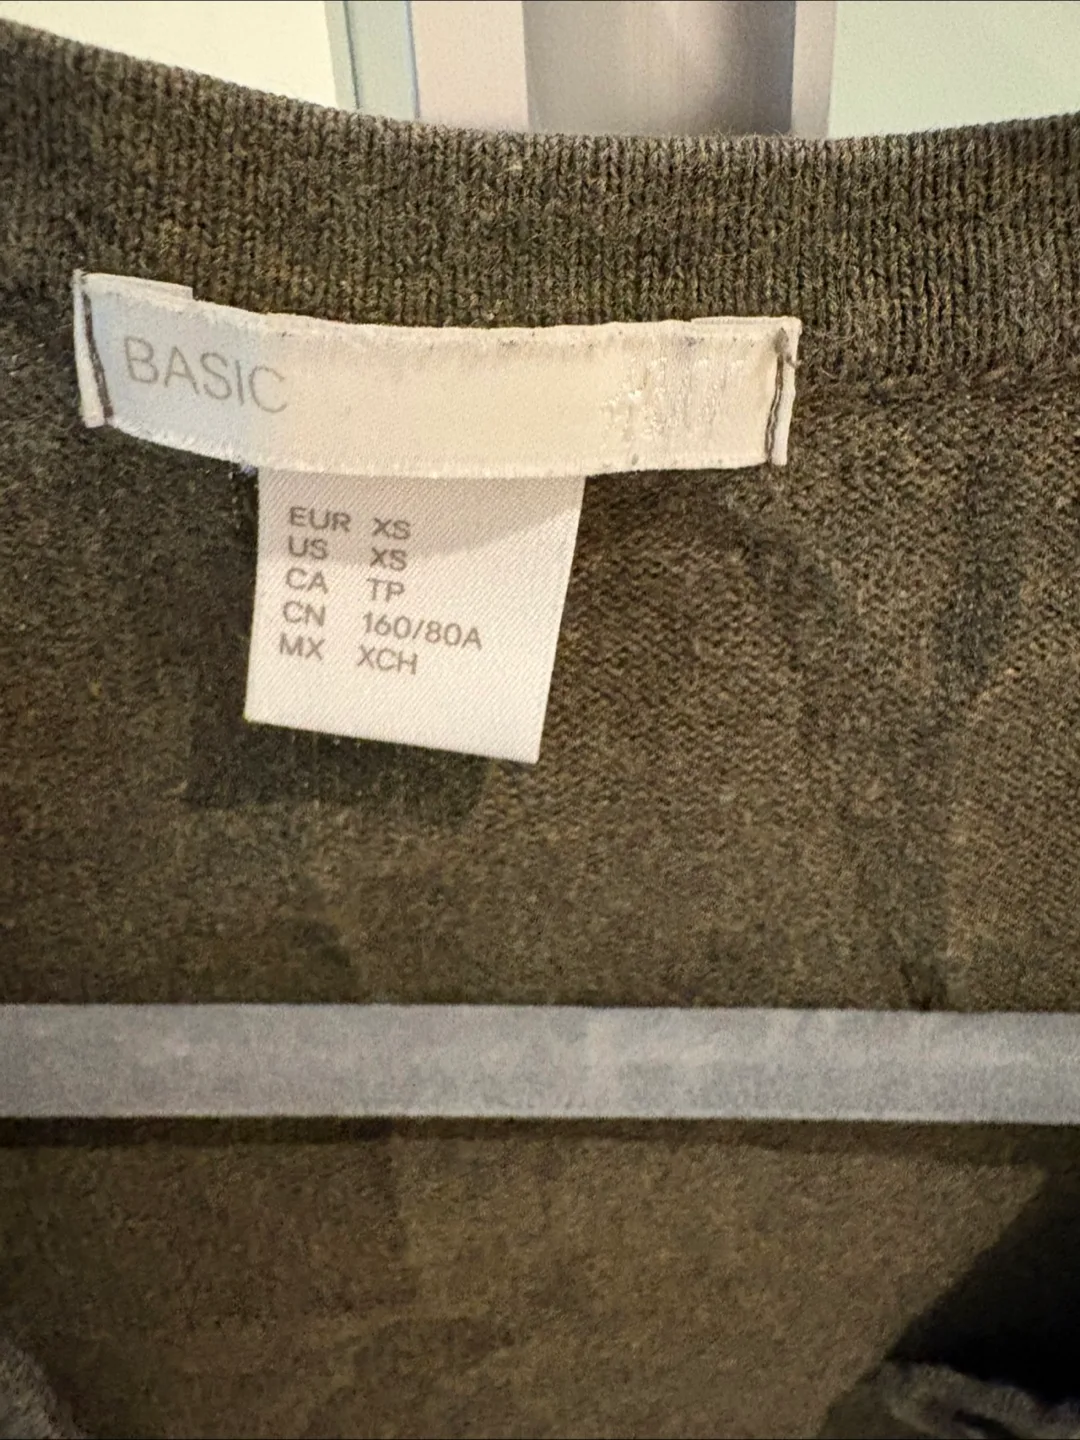 BASIC
EUR XS
US XS
CA TP
CN 160/80A
MX XCH